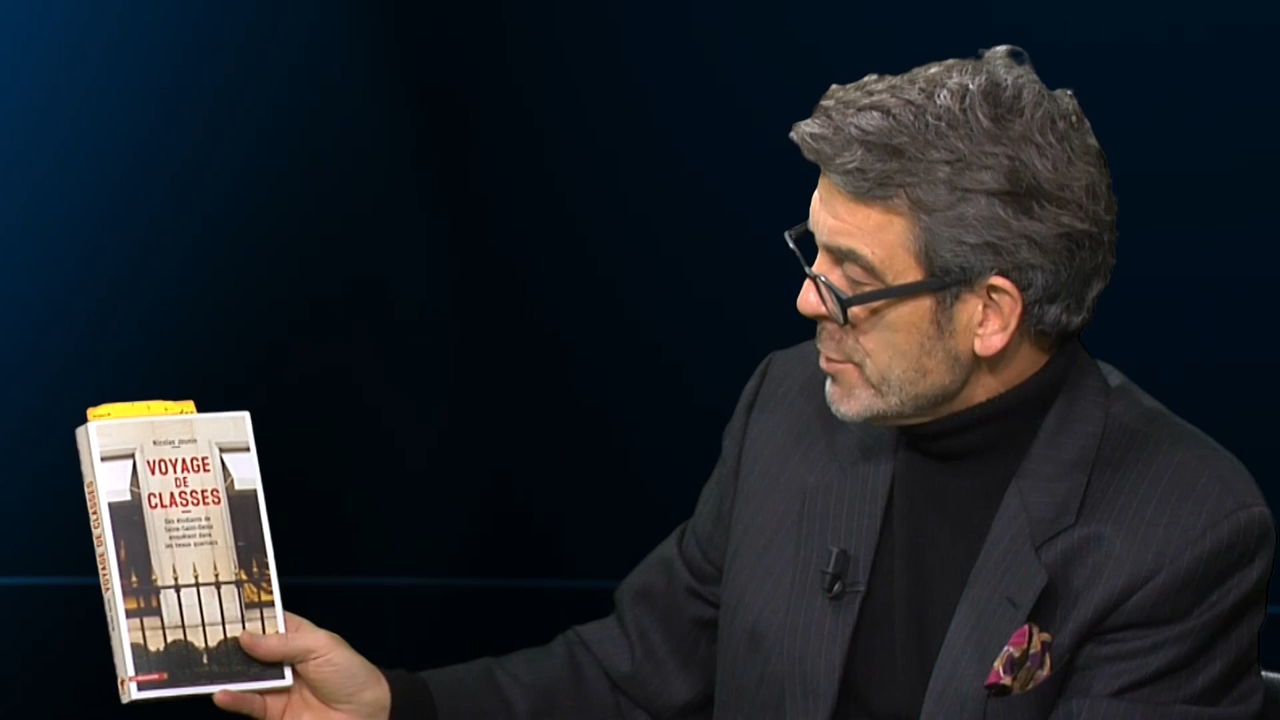 Nicolas Jounin
VOYAGE
DE
CLASSES
Des étudiants de
Seine-Saint-Denis
enquêtent dans
les beaux quartiers
VOYAGE DE CLASSES